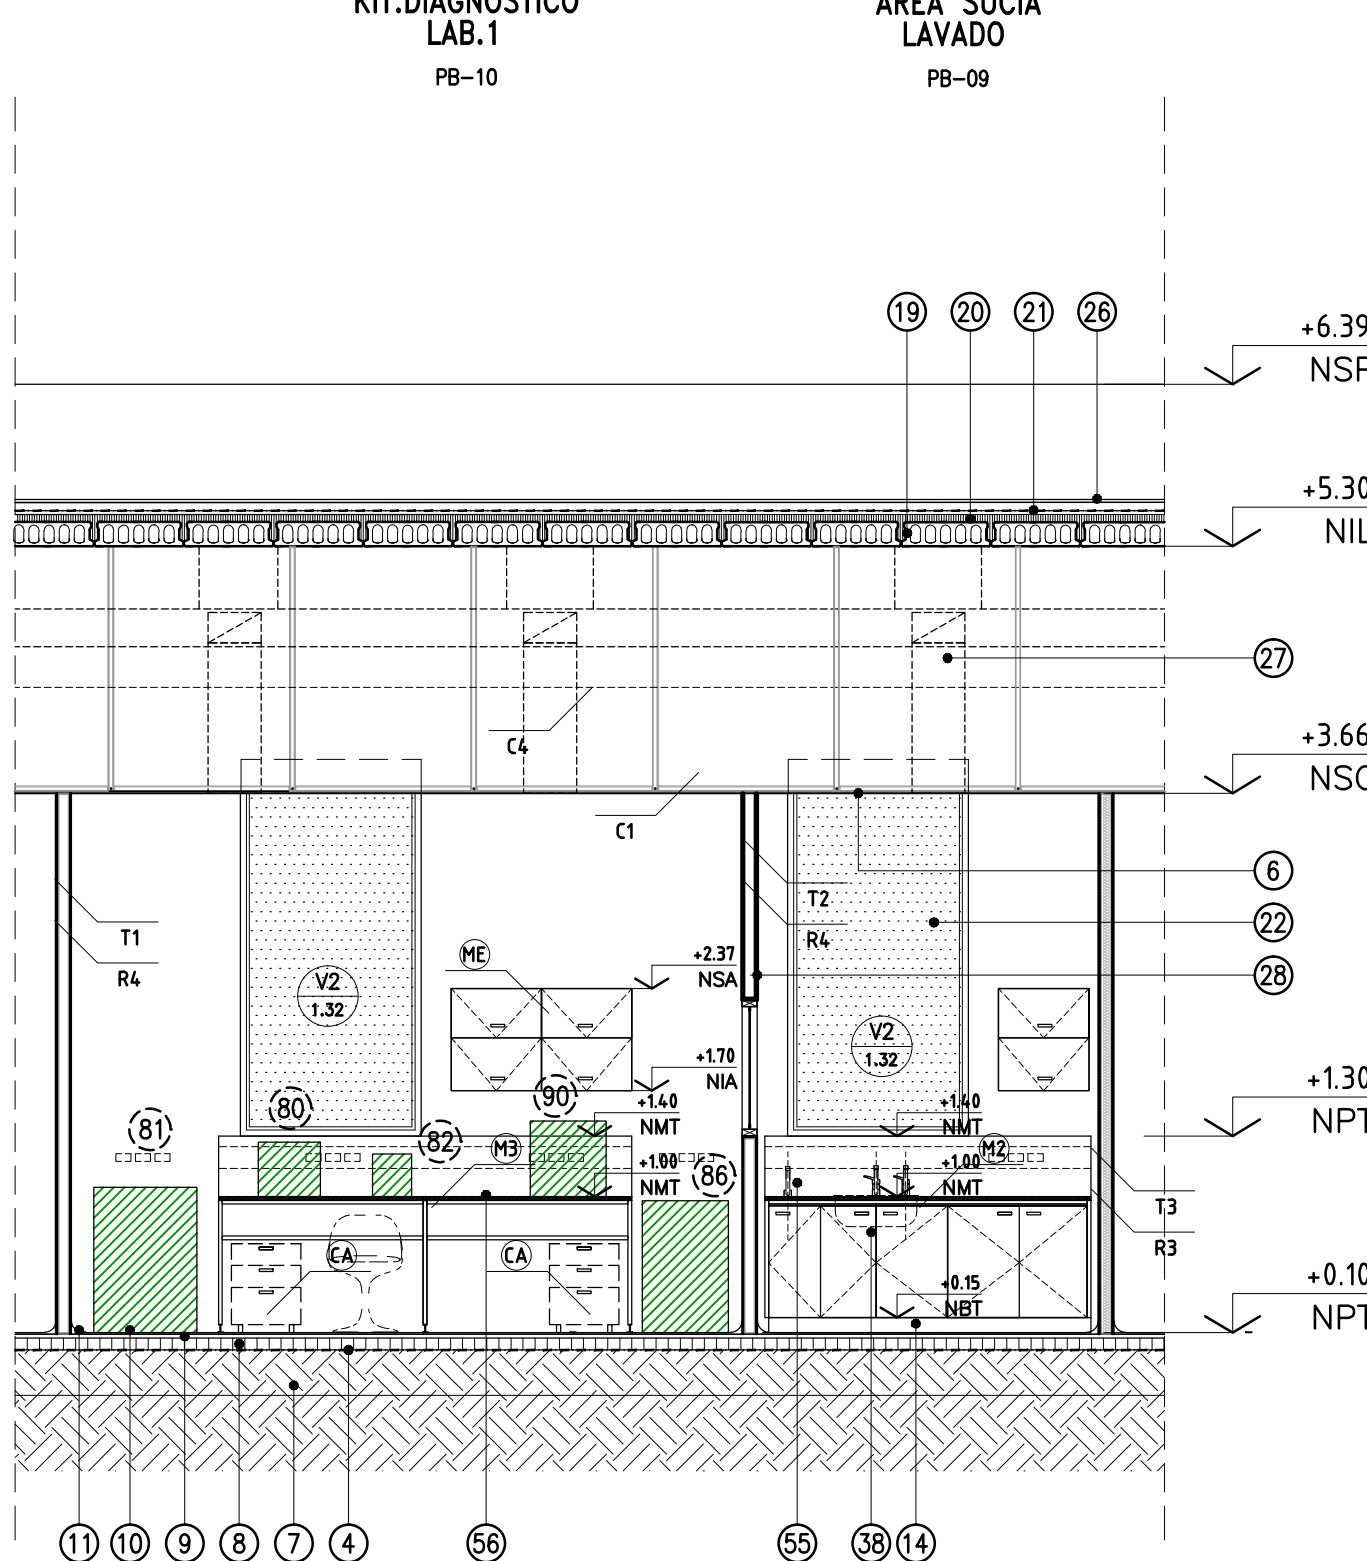 KIT.DIAGNOSTICO
LAB.1
PB-10
AREA SUCIA
LAVADO
PB-09
19
20
21
26
+6.39
+5.30
27
C4
+3.66
C1
6
T2
R4
22
T1
R4
ME
+2.37
NSA
28
V2
1.32
V2
1.32
+1.70
NIA
+1.30
NPT
80
90
+1.40
NMT
+1.40
NMT
81
82
M3
M2
+1.00
NMT
86
+1.00
NMT
T3
R3
CA
CA
+0.15
NBT
+0.10
NPT
11
10
9
8
7
4
56
55
38
14